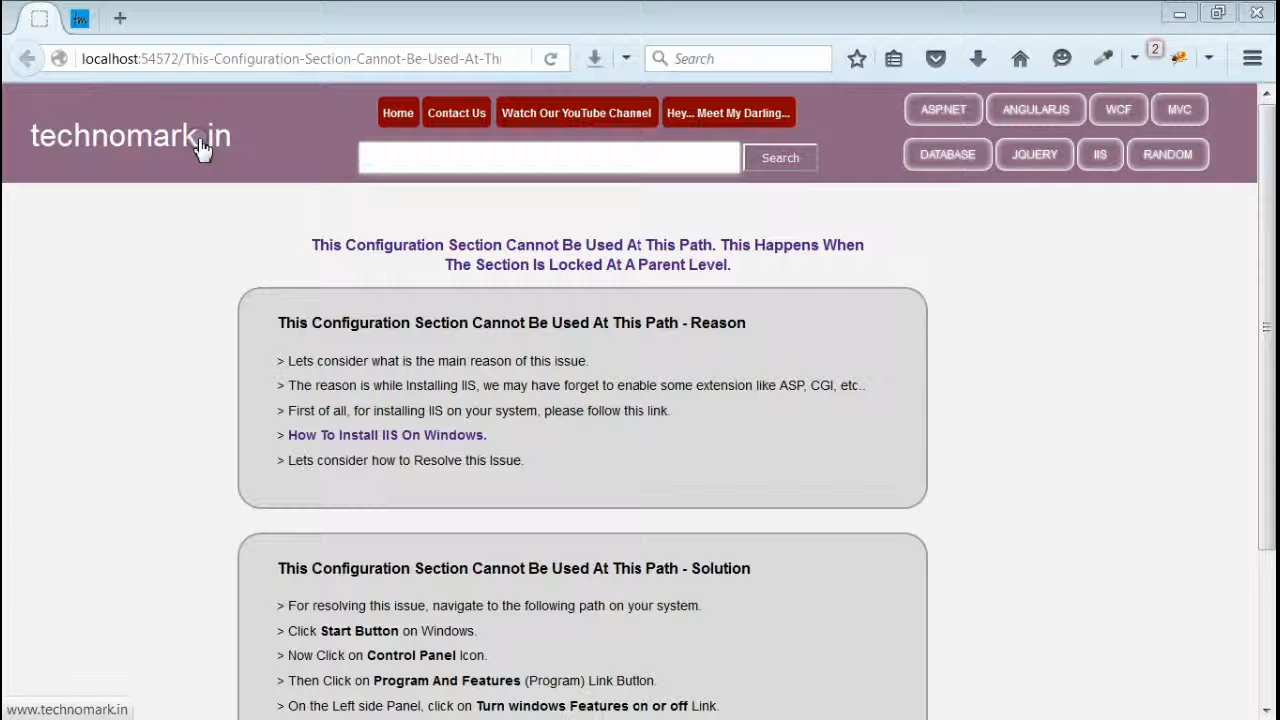 localhost:54572/This-Configuration-Section-Cannot-Be-Used-At-Thi
Search
2
technomark.in
Home
Contact Us
Watch Our YouTube Channel
Hey... Meet My Darling...
Search
ASP.NET
ANGULARJS
WCF
MVC
DATABASE
JQUERY
IIS
RANDOM
This Configuration Section Cannot Be Used At This Path. This Happens When
The Section Is Locked At A Parent Level.
This Configuration Section Cannot Be Used At This Path - Reason
> Lets consider what is the main reason of this issue.
> The reason is while Installing IIS, we may have forget to enable some extension like ASP, CGI, etc..
> First of all, for installing IIS on your system, please follow this link.
> How To Install IIS On Windows.
> Lets consider how to Resolve this Issue.
This Configuration Section Cannot Be Used At This Path - Solution
> For resolving this issue, navigate to the following path on your system.
> Click Start Button on Windows.
> Now Click on Control Panel Icon.
> Then Click on Program And Features (Program) Link Button.
> On the Left side Panel, click on Turn windows Features on or off Link.
www.technomark.in